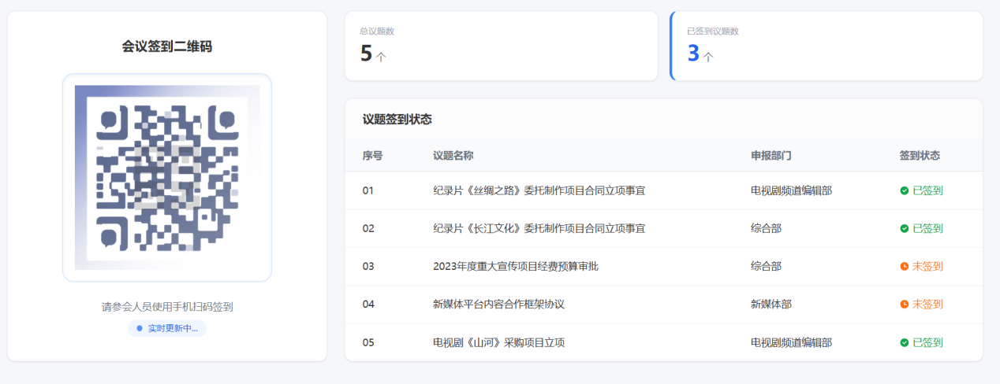 会议签到二维码
请参会人员使用手机扫码签到
实时更新中...
总议题数
5 个
已签到议题数
3 个
议题签到状态
序号 议题名称 申报部门 签到状态
01 纪录片《丝绸之路》委托制作项目合同立项事宜 电视剧频道编辑部 已签到
02 纪录片《长江文化》委托制作项目合同立项事宜 综合部 已签到
03 2023年度重大宣传项目经费预算审批 综合部 未签到
04 新媒体平台内容合作框架协议 新媒体部 未签到
05 电视剧《山河》采购项目立项 电视剧频道编辑部 已签到